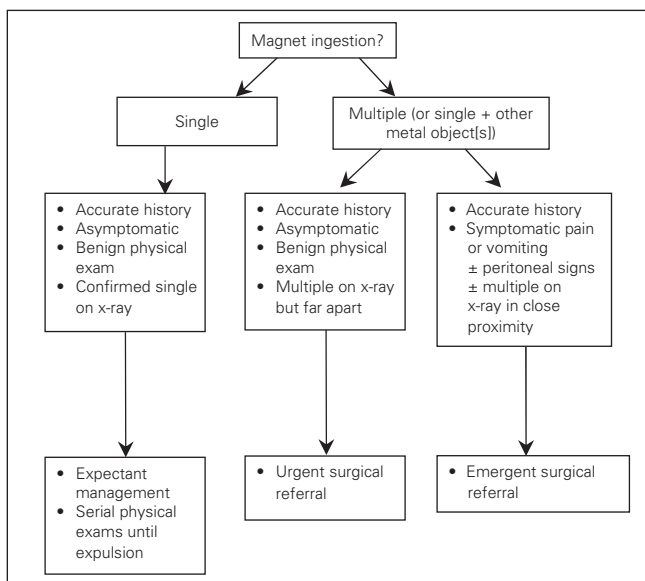 Magnet ingestion?
Single
Multiple (or single + other
metal object[s])
• Accurate history
• Asymptomatic
• Benign physical
exam
• Confirmed single
on x-ray
• Accurate history
• Asymptomatic
• Benign physical
exam
• Multiple on x-ray
but far apart
• Accurate history
• Symptomatic pain
or vomiting
± peritoneal signs
± multiple on
x-ray in close
proximity
• Expectant
management
• Serial physical
exams until
expulsion
• Urgent surgical
referral
• Emergent surgical
referral